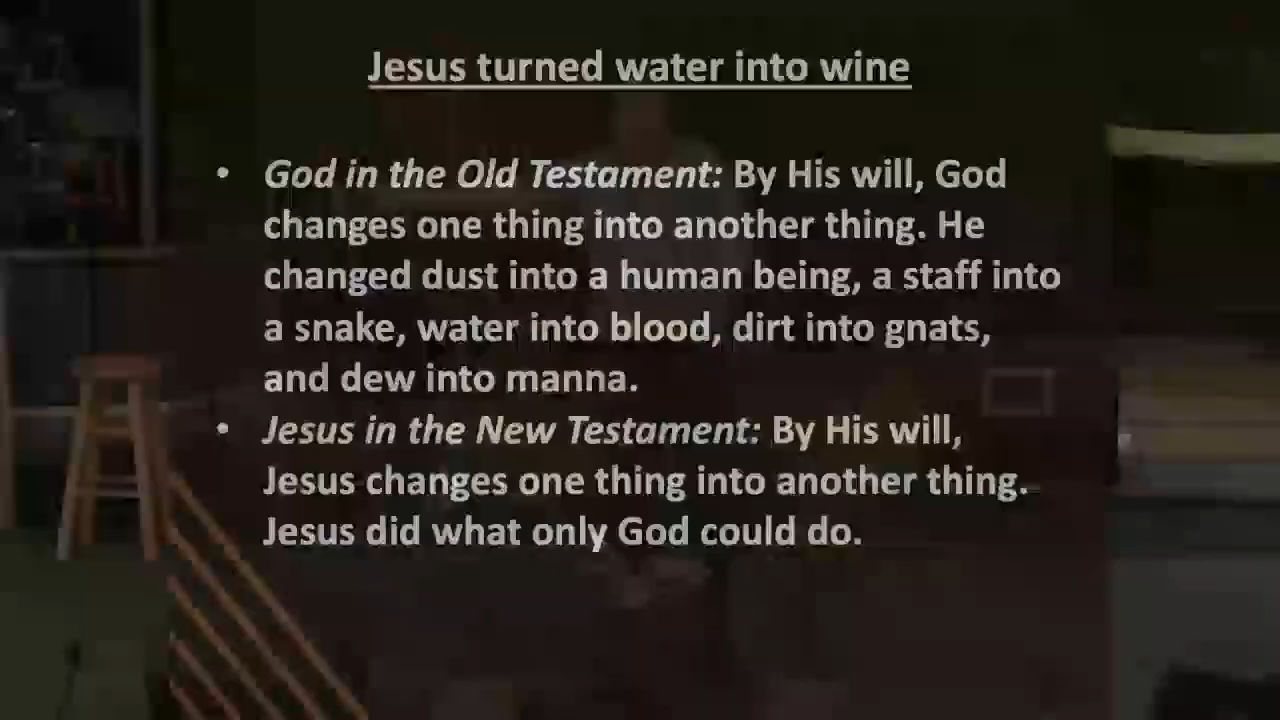 Jesus turned water into wine
• God in the Old Testament: By His will, God
changes one thing into another thing. He
changed dust into a human being, a staff into
a snake, water into blood, dirt into gnats,
and dew into manna.
• Jesus in the New Testament: By His will,
Jesus changes one thing into another thing.
Jesus did what only God could do.